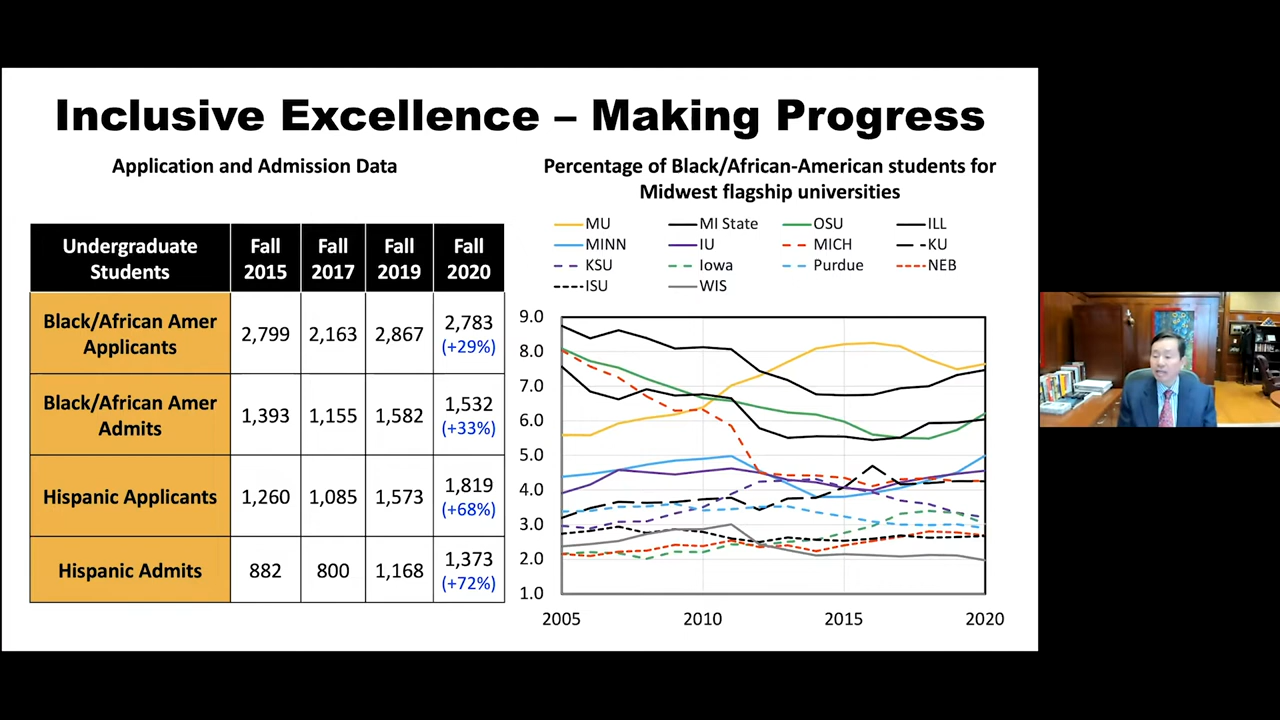 Inclusive Excellence – Making Progress
Application and Admission Data
Undergraduate Students Fall 2015 Fall 2017 Fall 2019 Fall 2020
Black/African Amer Applicants 2,799 2,163 2,867 2,783 (+29%)
Black/African Amer Admits 1,393 1,155 1,582 1,532 (+33%)
Hispanic Applicants 1,260 1,085 1,573 1,819 (+68%)
Hispanic Admits 882 800 1,168 1,373 (+72%)
Percentage of Black/African-American students for
Midwest flagship universities
MU MI State OSU ILL
MINN IU MICH KU
KSU Iowa Purdue NEB
ISU WIS
9.0
8.0
7.0
6.0
5.0
4.0
3.0
2.0
1.0
2005 2010 2015 2020